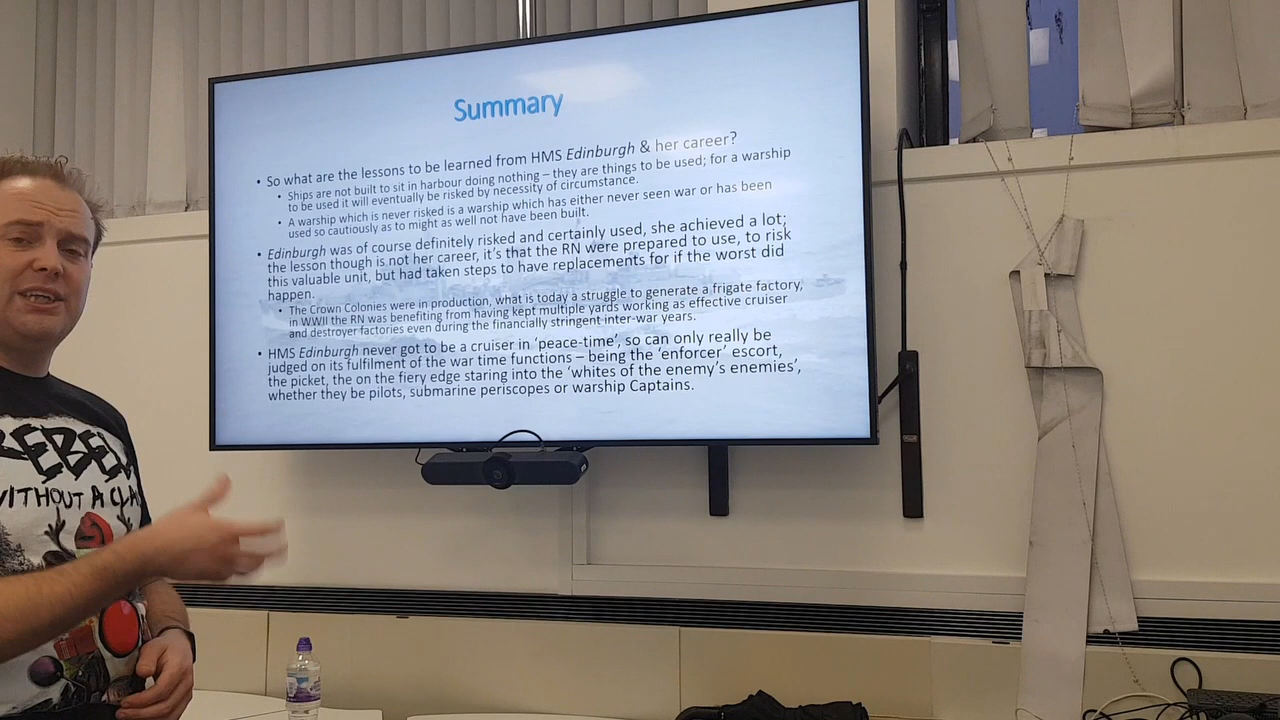 Summary
• So what are the lessons to be learned from HMS Edinburgh & her career?
• Ships are not built to sit in harbour doing nothing – they are things to be used; for a warship
to be used it will eventually be risked by necessity of circumstance.
• A warship which is never risked is a warship which has either never seen war or has been
used so cautiously as to might as well not have been built.
• Edinburgh was of course definitely risked and certainly used, she achieved a lot;
the lesson though is not her career, it's that the RN were prepared to use, to risk
this valuable unit, but had taken steps to have replacements for if the worst did
happen.
• The Crown Colonies were in production, what is today a struggle to generate a frigate factory,
in WWII the RN was benefiting from having kept multiple yards working as effective cruiser
and destroyer factories even during the financially stringent inter-war years.
• HMS Edinburgh never got to be a cruiser in 'peace-time', so can only really be
judged on its fulfilment of the war time functions – being the 'enforcer' escort,
the picket, the on the fiery edge staring into the 'whites of the enemy's enemies',
whether they be pilots, submarine periscopes or warship Captains.
REBEL
WITHOUT A CLA